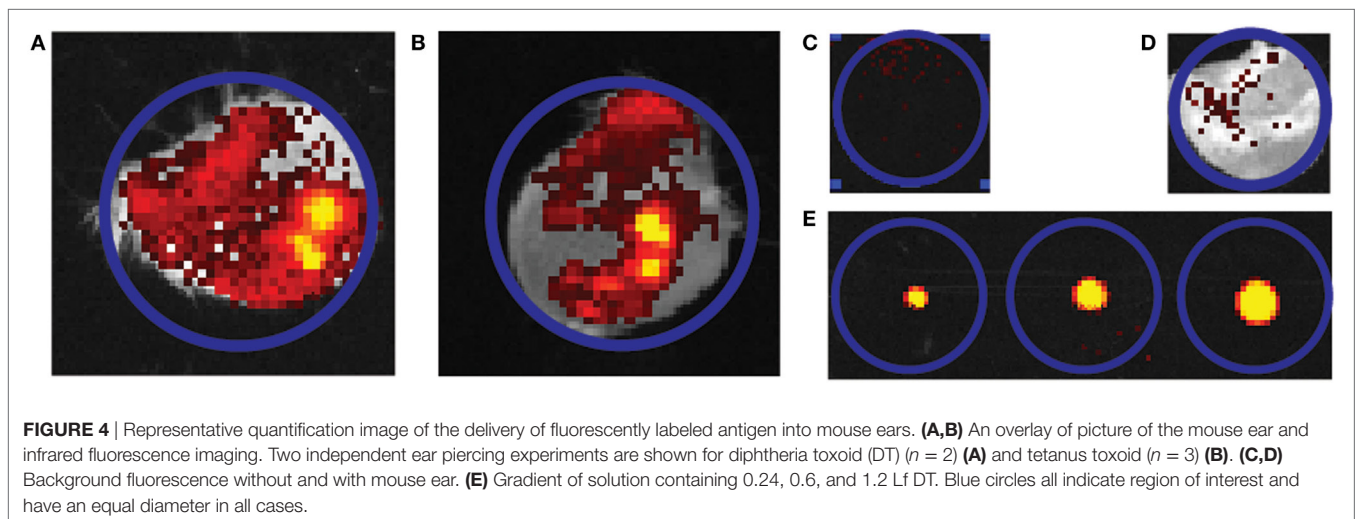 A
B
C
D
E
FIGURE 4 | Representative quantification image of the delivery of fluorescently labeled antigen into mouse ears. (A,B) An overlay of picture of the mouse ear and
infrared fluorescence imaging. Two independent ear piercing experiments are shown for diphtheria toxoid (DT) (n = 2) (A) and tetanus toxoid (n = 3) (B). (C,D)
Background fluorescence without and with mouse ear. (E) Gradient of solution containing 0.24, 0.6, and 1.2 Lf DT. Blue circles all indicate region of interest and
have an equal diameter in all cases.